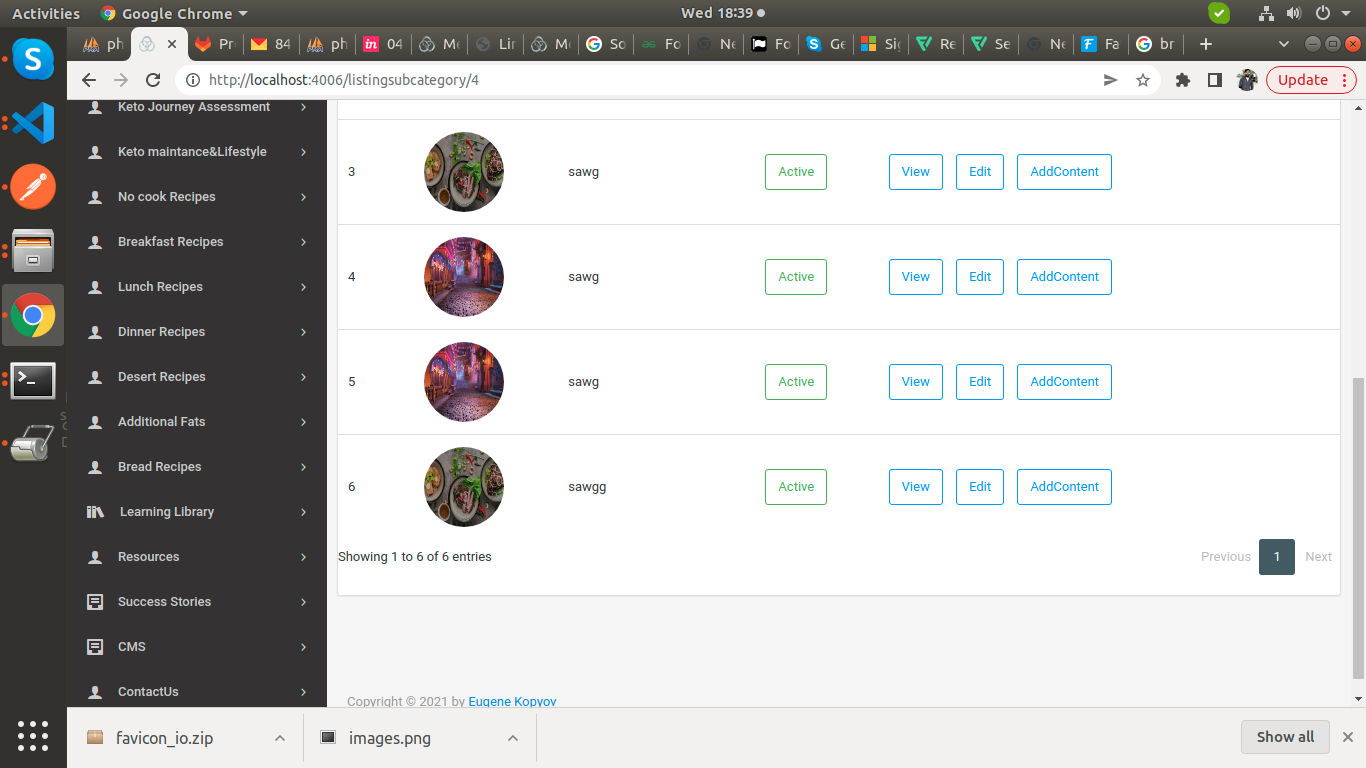 Activities Google Chrome Wed 18:39
ph Pr 84 ph 04 Me Lir Me So Fo Ne Fo Ge Sig Re Se Ne Fa br
http://localhost:4006/listingsubcategory/4 Update
Keto Journey Assessment
Keto maintance&Lifestyle
No cook Recipes
Breakfast Recipes
Lunch Recipes
Dinner Recipes
Desert Recipes
Additional Fats
Bread Recipes
Learning Library
Resources
Success Stories
CMS
ContactUs
3 sawg Active View Edit AddContent
4 sawg Active View Edit AddContent
5 sawg Active View Edit AddContent
6 sawgg Active View Edit AddContent
Showing 1 to 6 of 6 entries Previous 1 Next
Copyright © 2021 by Eugene Kopyov
favicon_io.zip images.png Show all